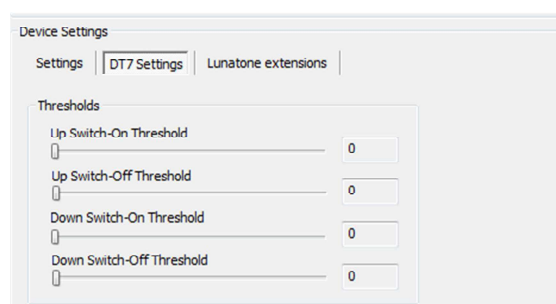 Device Settings
Settings DT7 Settings Lunatone extensions
Thresholds
Up Switch-On Threshold
0
Up Switch-Off Threshold
0
Down Switch-On Threshold
0
Down Switch-Off Threshold
0